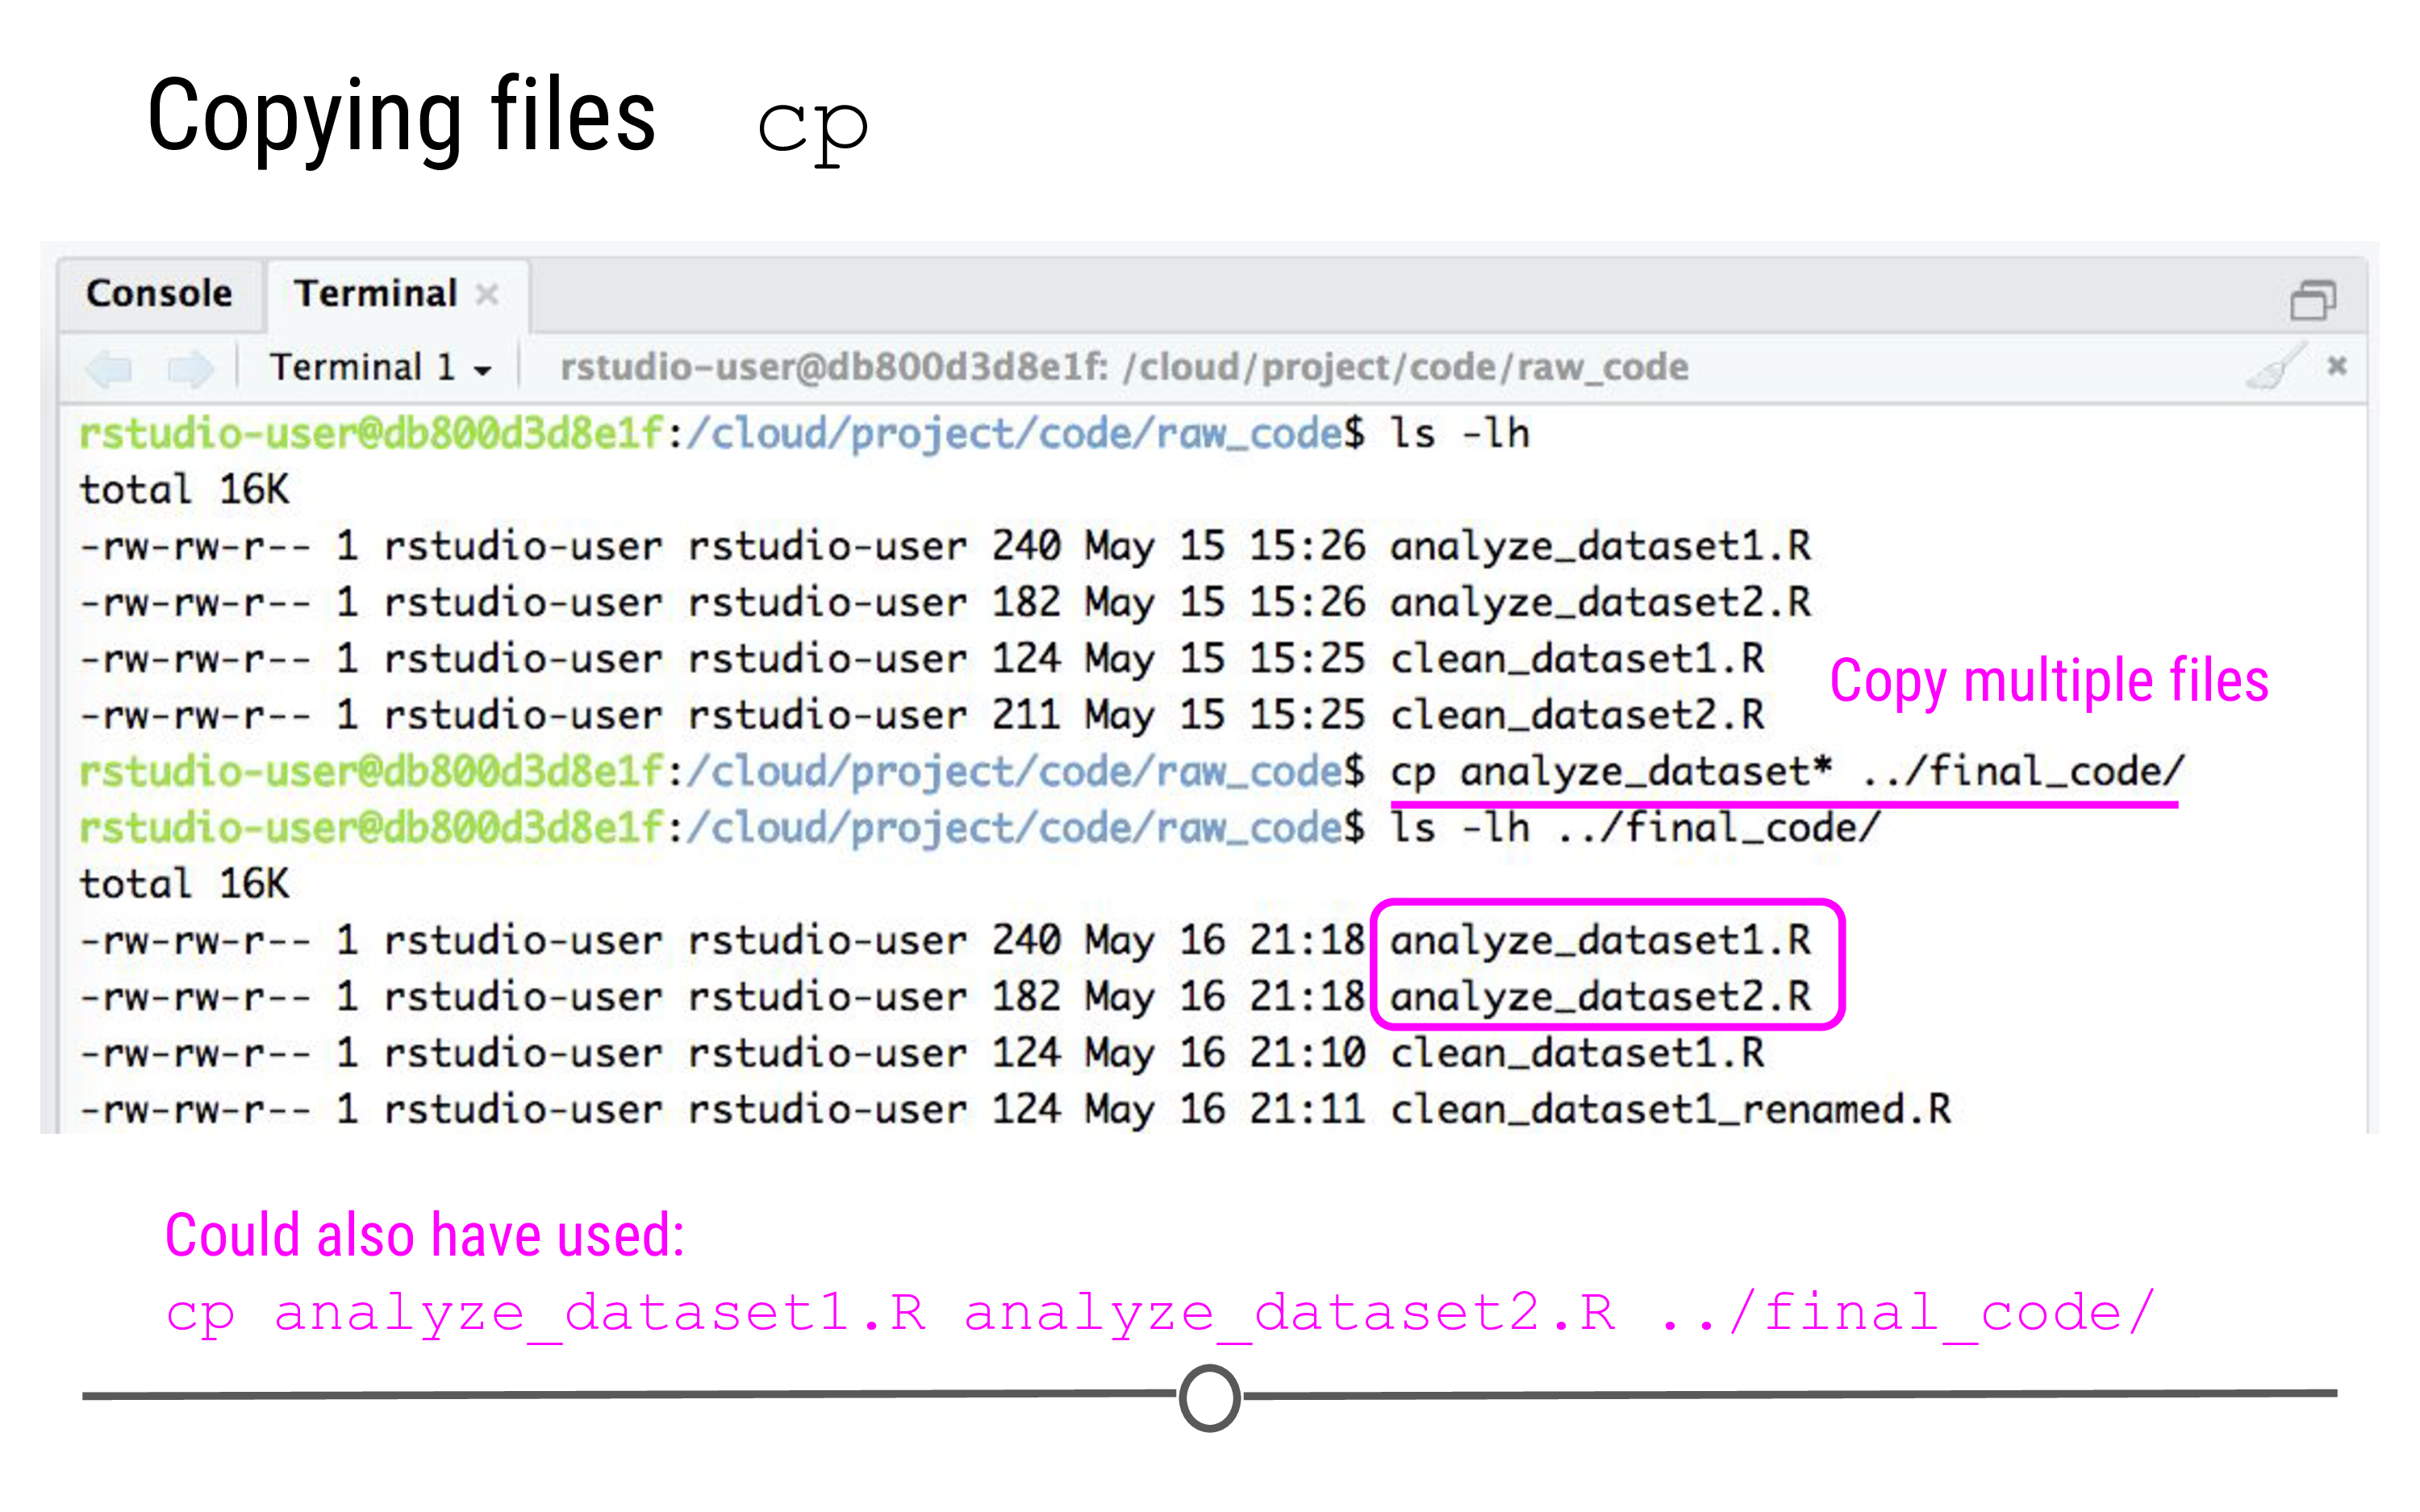 Copying files cp
Console Terminal ×
Terminal 1 rstudio-user@db800d3d8e1f: /cloud/project/code/raw_code
rstudio-user@db800d3d8e1f:/cloud/project/code/raw_code$ ls -lh
total 16K
-rw-rw-r-- 1 rstudio-user rstudio-user 240 May 15 15:26 analyze_dataset1.R
-rw-rw-r-- 1 rstudio-user rstudio-user 182 May 15 15:26 analyze_dataset2.R
-rw-rw-r-- 1 rstudio-user rstudio-user 124 May 15 15:25 clean_dataset1.R
Copy multiple files
-rw-rw-r-- 1 rstudio-user rstudio-user 211 May 15 15:25 clean_dataset2.R
rstudio-user@db800d3d8e1f:/cloud/project/code/raw_code$ cp analyze_dataset* ../final_code/
rstudio-user@db800d3d8e1f:/cloud/project/code/raw_code$ ls -lh ../final_code/
total 16K
-rw-rw-r-- 1 rstudio-user rstudio-user 240 May 16 21:18 analyze_dataset1.R
-rw-rw-r-- 1 rstudio-user rstudio-user 182 May 16 21:18 analyze_dataset2.R
-rw-rw-r-- 1 rstudio-user rstudio-user 124 May 16 21:10 clean_dataset1.R
-rw-rw-r-- 1 rstudio-user rstudio-user 124 May 16 21:11 clean_dataset1_renamed.R
Could also have used:
cp analyze_dataset1.R analyze_dataset2.R ../final_code/